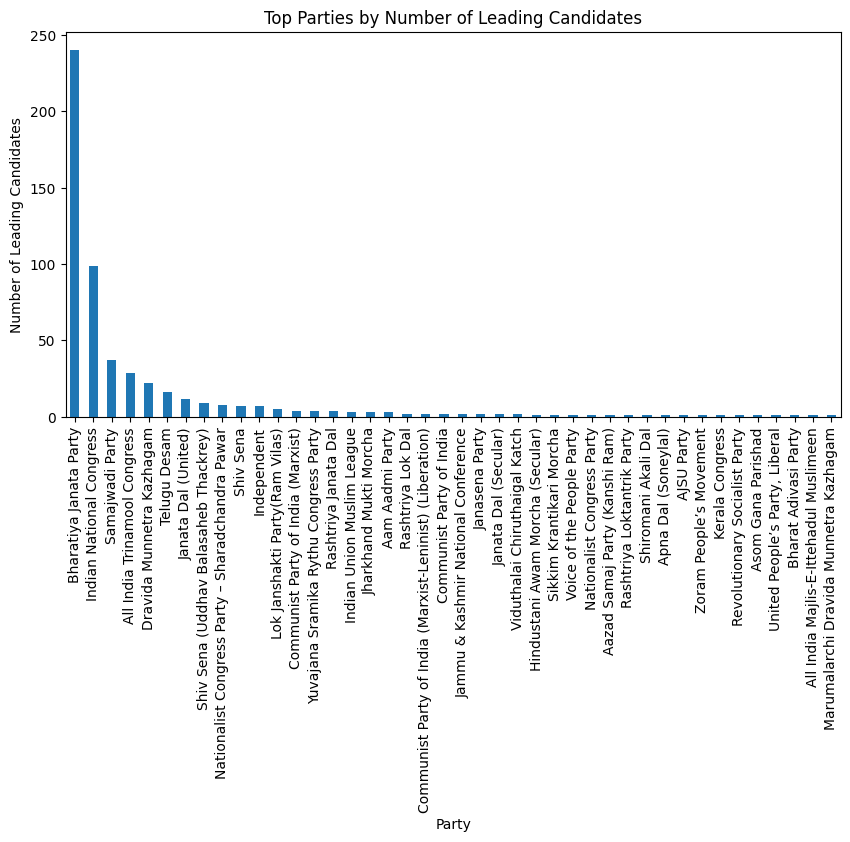 Top Parties by Number of Leading Candidates
Number of Leading Candidates
250
200
150
100
50
0
Bharatiya Janata Party
Indian National Congress
Samajwadi Party
All India Trinamool Congress
Dravida Munnetra Kazhagam
Telugu Desam
Janata Dal (United)
Shiv Sena (Uddhav Balasaheb Thackrey)
Nationalist Congress Party – Sharadchandra Pawar
Shiv Sena
Independent
Lok Janshakti Party(Ram Vilas)
Communist Party of India (Marxist)
Yuvajana Sramika Rythu Congress Party
Rashtriya Janata Dal
Indian Union Muslim League
Jharkhand Mukti Morcha
Aam Aadmi Party
Rashtriya Lok Dal
Communist Party of India (Marxist-Leninist) (Liberation)
Communist Party of India
Jammu & Kashmir National Conference
Janasena Party
Janata Dal (Secular)
Viduthalai Chiruthaigal Katch
Hindustani Awam Morcha (Secular)
Sikkim Krantikari Morcha
Voice of the People Party
Nationalist Congress Party
Aazad Samaj Party (Kanshi Ram)
Rashtriya Loktantrik Party
Shiromani Akali Dal
Apna Dal (Soneylal)
AJSU Party
Zoram People’s Movement
Kerala Congress
Revolutionary Socialist Party
Asom Gana Parishad
United People’s Party, Liberal
Bharat Adivasi Party
All India Majlis-E-Ittehadul Muslimeen
Marumalarchi Dravida Munnetra Kazhagam
Party